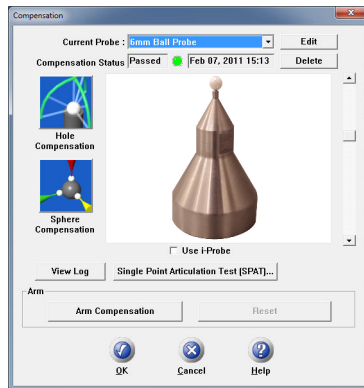 Compensation
Current Probe : 6mm Ball Probe Edit
Compensation Status Passed Feb 07, 2011 15:13 Delete
Hole
Compensation
Sphere
Compensation
Use i-Probe
View Log Single Point Articulation Test (SPAT)...
Arm
Arm Compensation Reset
OK Cancel Help